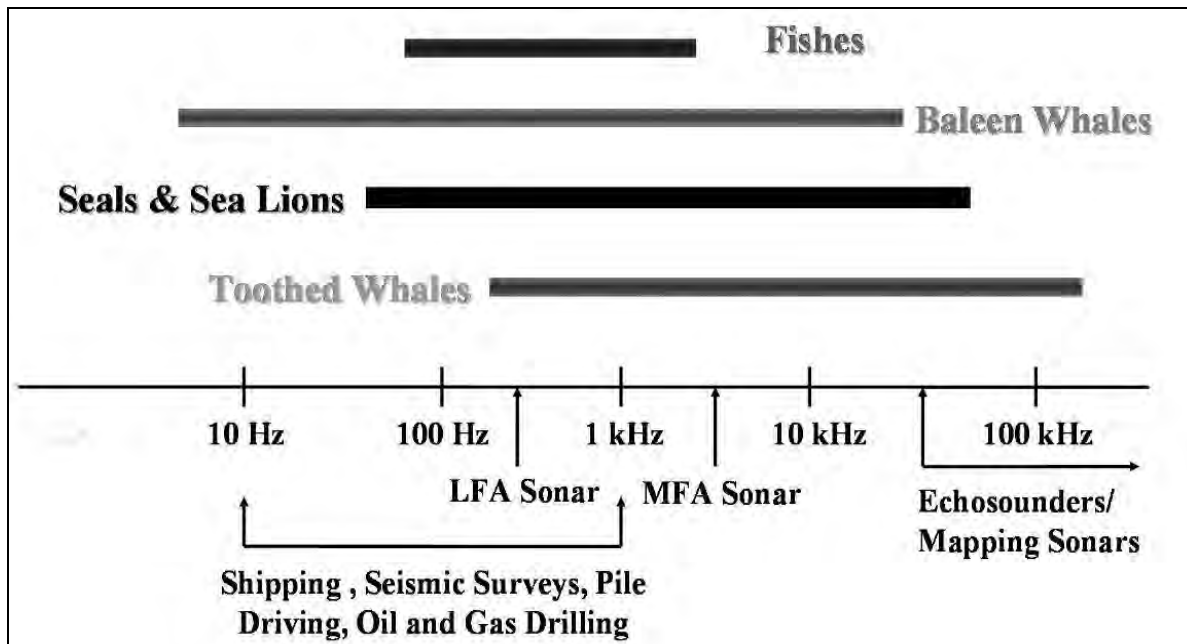 Fishes
Baleen Whales
Seals & Sea Lions
Toothed Whales
10 Hz 100 Hz 1 kHz 10 kHz 100 kHz
LFA Sonar MFA Sonar
Echosounders/
Mapping Sonars
Shipping , Seismic Surveys, Pile
Driving, Oil and Gas Drilling